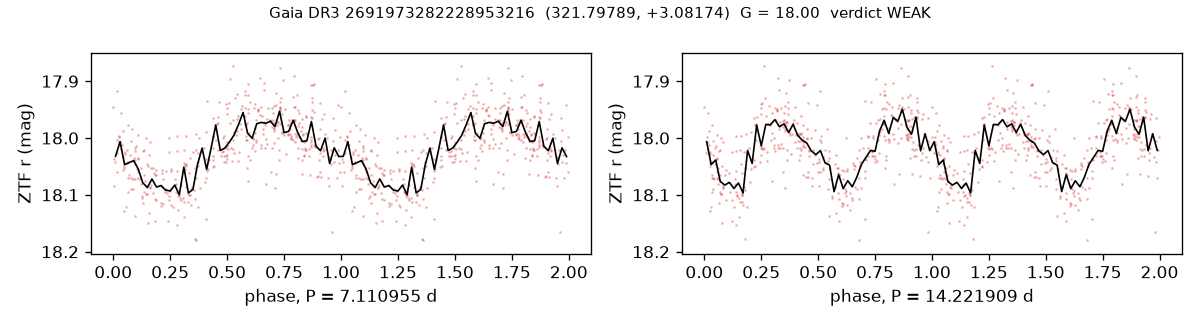 Gaia DR3 2691973282228953216 (321.79789, +3.08174) G = 18.00 verdict WEAK
ZTF r (mag)
17.9
18.0
18.1
18.2
0.00 0.25 0.50 0.75 1.00 1.25 1.50 1.75 2.00
phase, P = 7.110955 d
ZTF r (mag)
17.9
18.0
18.1
18.2
0.00 0.25 0.50 0.75 1.00 1.25 1.50 1.75 2.00
phase, P = 14.221909 d